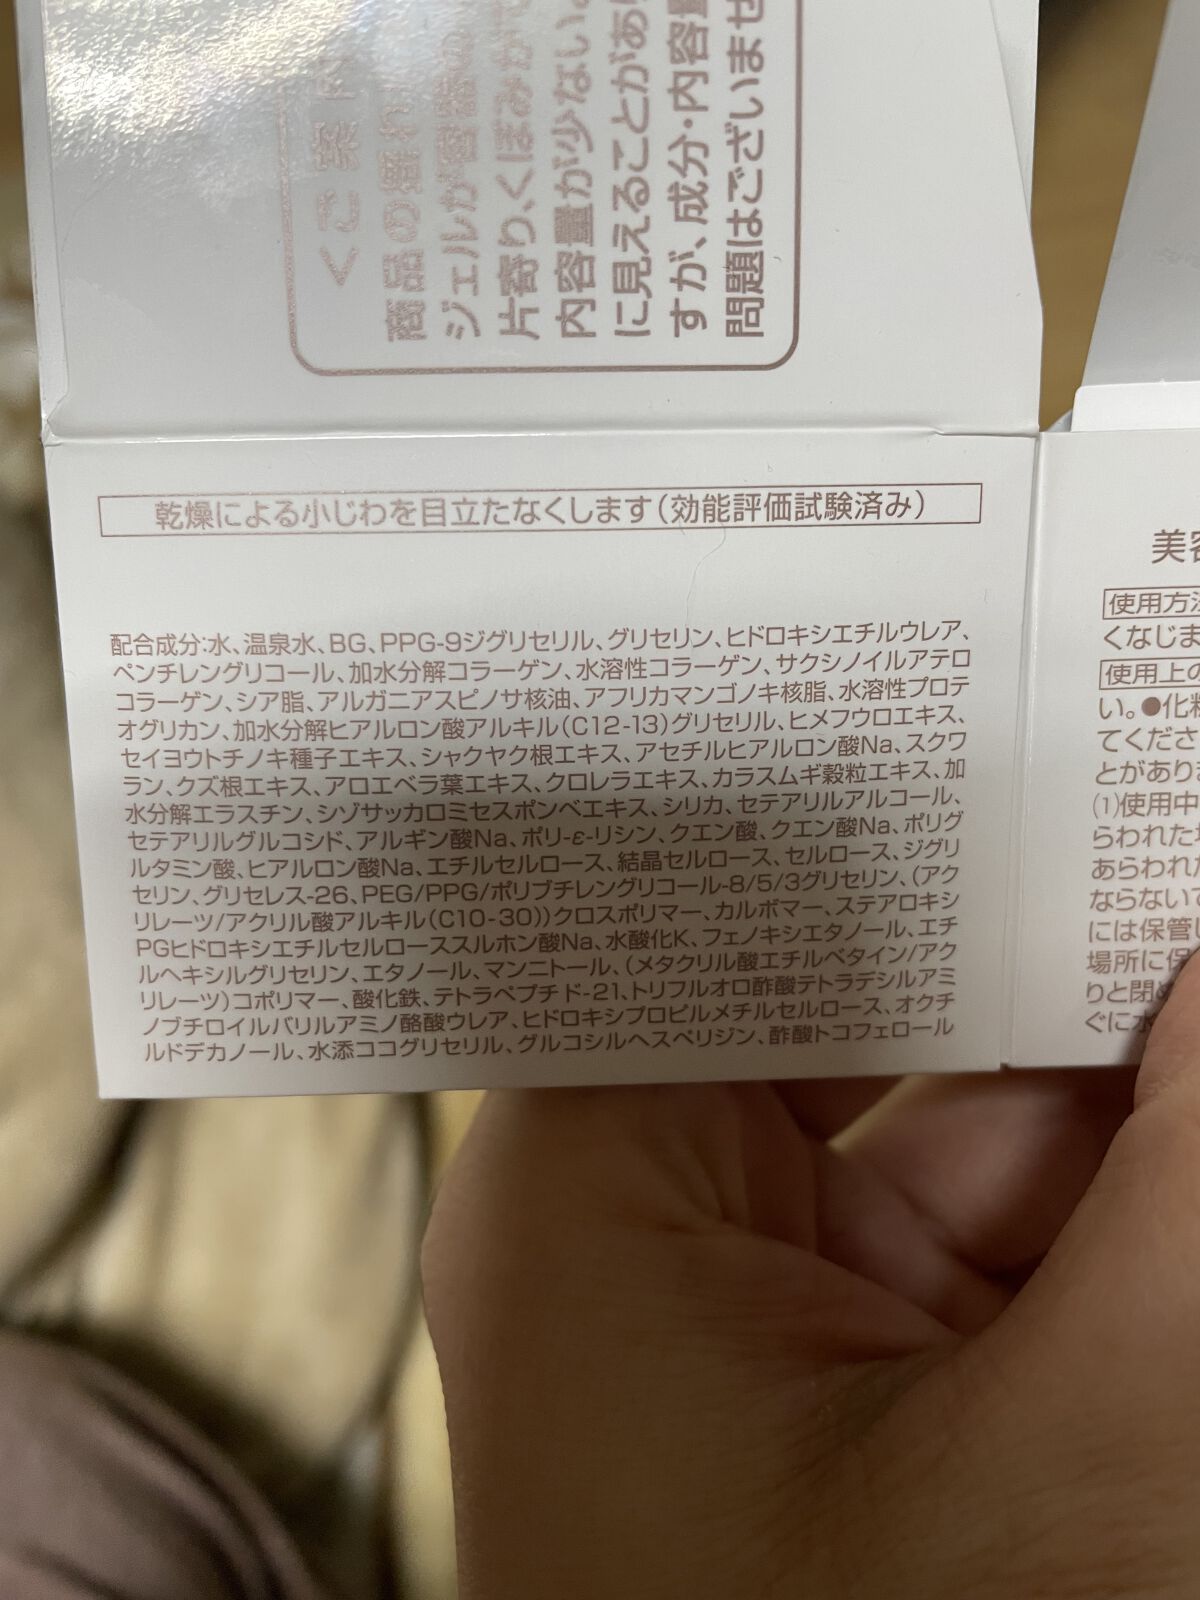 <ご案内
商品の
ジェルが容器の
片寄り、くぼみがで
内容量が少ない
に見えることがあり
すが、成分・内容量
問題はございませ
乾燥による小じわを目立たなくします(効能評価試験済み)
配合成分:水、温泉水、BG、PPG-9ジグリセリル、グリセリン、ヒドロキシエチルウレア、
ペンチレングリコール、加水分解コラーゲン、水溶性コラーゲン、サクシノイルアテロ
コラーゲン、シア脂、アルガニアスピノサ核油、アフリカマンゴノキ核脂、水溶性プロテ
オグリカン、加水分解ヒアルロン酸アルキル(C12-13)グリセリル、ヒメフウロエキス、
セイヨウトチノキ種子エキス、シャクヤク根エキス、アセチルヒアルロン酸Na、スクワ
ラン、クズ根エキス、アロエベラ葉エキス、クロレラエキス、カラスムギ穀粒エキス、加
水分解エラスチン、シゾサッカロミセスポンベエキス、シリカ、セテアリルアルコール、
セテアリルグルコシド、アルギン酸Na、ポリ-ε-リシン、クエン酸、クエン酸Na、ポリグ
ルタミン酸、ヒアルロン酸Na、エチルセルロース、結晶セルロース、セルロース、ジグリ
セリン、グリセレス-26、PEG/PPG/ポリブチレングリコール-8/5/3グリセリン、(アク
リレーツ/アクリル酸アルキル(C10-30))クロスポリマー、カルボマー、ステアロキシ
PGヒドロキシエチルセルローススルホン酸Na、水酸化K、フェノキシエタノール、エチ
ルヘキシルグリセリン、エタノール、マンニトール、(メタクリル酸エチルベタイン/アク
リレーツ)コポリマー、酸化鉄、テトラペプチド-21、トリフルオロ酢酸テトラデシルアミ
ノブチロイルバリルアミノ酪酸ウレア、ヒドロキシプロピルメチルセルロース、オクチ
ルドデカノール、水添ココグリセリル、グルコシルヘスペリジン、酢酸トコフェロール
美容
使用方法
くなじま
使用上の
い。●化粧
てくださ
とがありま
(1)使用中
らわれた場
あらわれた
ならないで
には保管し
場所に保
りと閉め
ぐに水